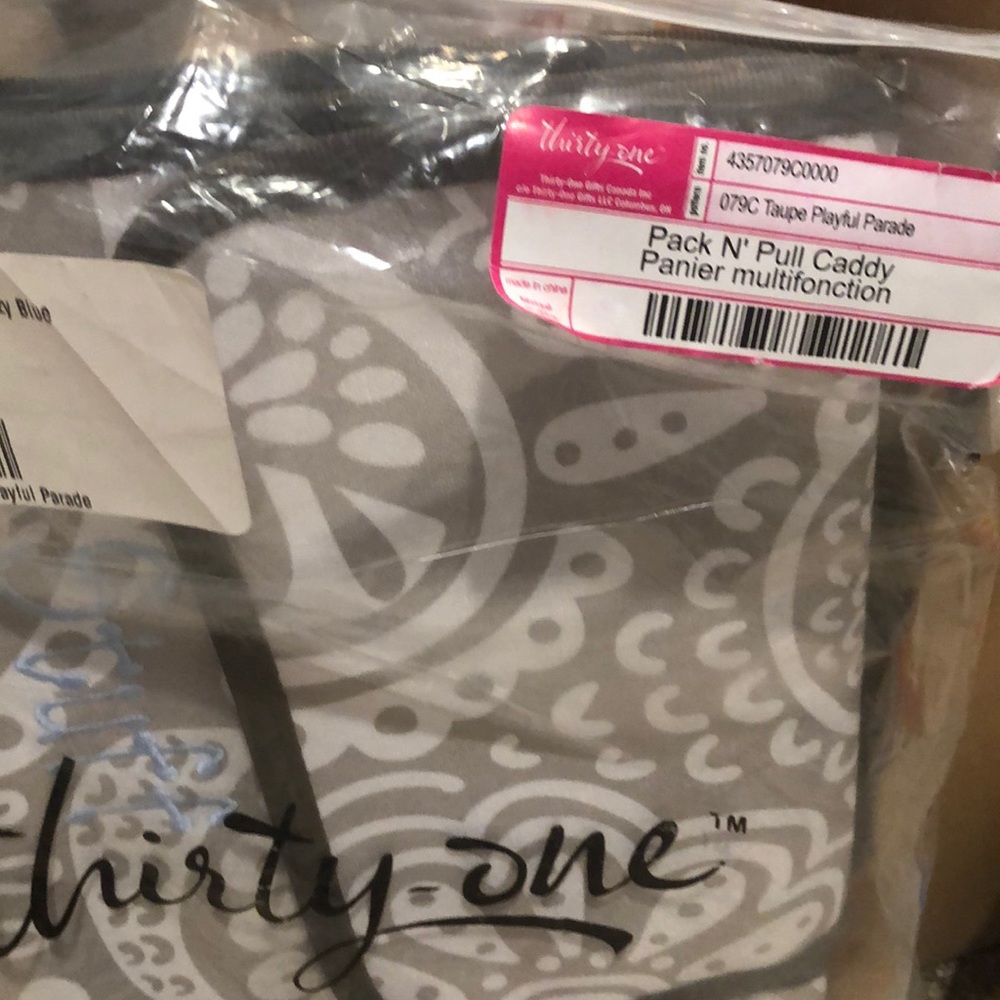 thirty-one
Thirty-One Gifts Canada Inc
c/o Thirty-One Gifts LLC Columbus, OH
4357079C0000
079C Taupe Playful Parade
Pack N' Pull Caddy
Panier multifonction
made in china
zy Blue
ayful Parade
thirty-one™